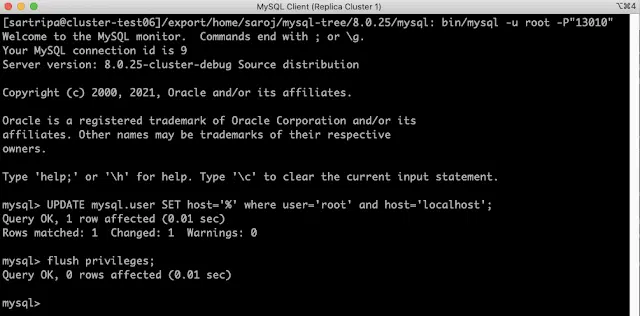 MySQL Client (Replica Cluster 1)
⌥⌘4
[sartripa@cluster-test06]/export/home/saroj/mysql-tree/8.0.25/mysql: bin/mysql -u root -P"13010"
Welcome to the MySQL monitor.  Commands end with ; or \g.
Your MySQL connection id is 9
Server version: 8.0.25-cluster-debug Source distribution
Copyright (c) 2000, 2021, Oracle and/or its affiliates.
Oracle is a registered trademark of Oracle Corporation and/or its
affiliates. Other names may be trademarks of their respective
owners.
Type 'help;' or '\h' for help. Type '\c' to clear the current input statement.
mysql> UPDATE mysql.user SET host='%' where user='root' and host='localhost';
Query OK, 1 row affected (0.01 sec)
Rows matched: 1  Changed: 1  Warnings: 0
mysql> flush privileges;
Query OK, 0 rows affected (0.01 sec)
mysql>